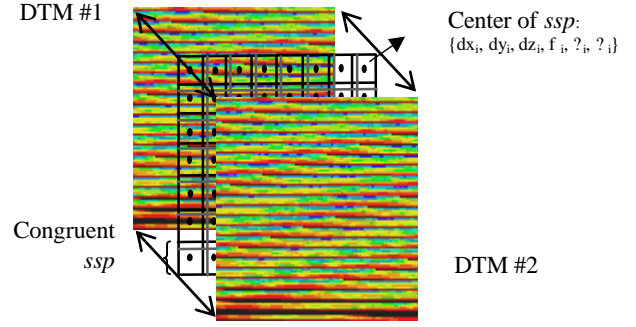 DTM #1
Center of ssp:
{dxᵢ, dyᵢ, dzᵢ, f ᵢ, ?ᵢ, ? ᵢ}
Congruent
ssp
DTM #2